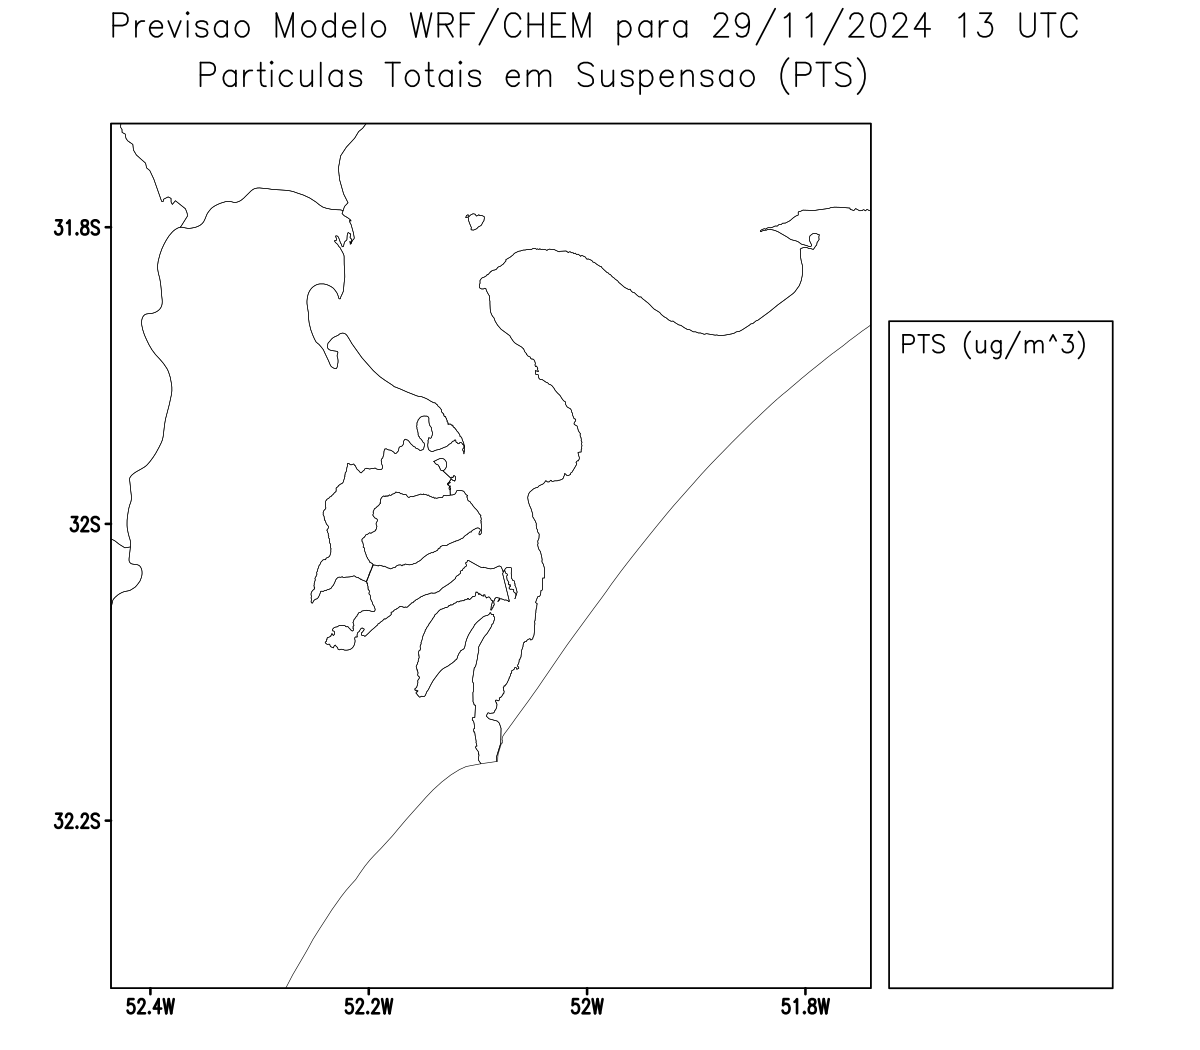 Previsao Modelo WRF/CHEM para 29/11/2024 13 UTC
Particulas Totais em Suspensao (PTS)
31.8S
PTS (ug/m^3)
32S
32.2S
52.4W 52.2W 52W 51.8W